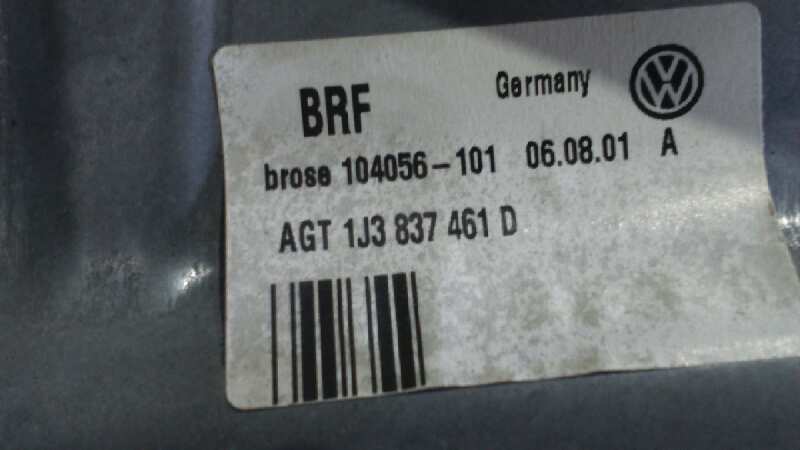 BRF Germany
brose 104056-101 06.08.01 A
AGT 1J3 837 461 D